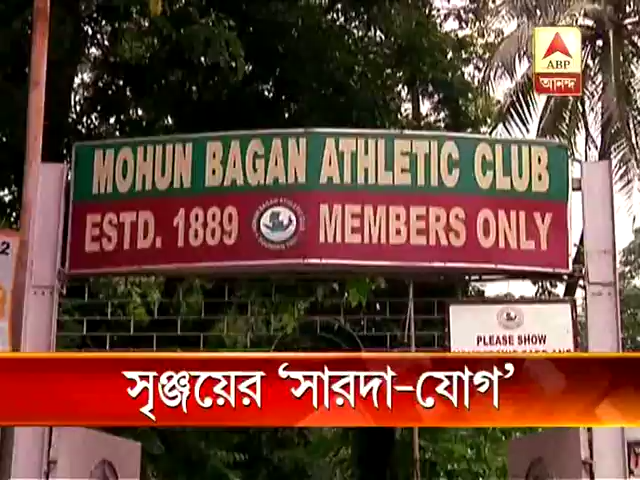 ABP
আনন্দ
MOHUN BAGAN ATHLETIC CLUB
ESTD. 1889 MEMBERS ONLY
PLEASE SHOW
সৃঞ্জয়ের 'সারদা-যোগ'